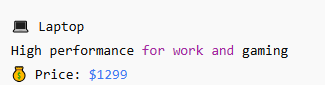 💻 Laptop
High performance for work and gaming
💰 Price: $1299